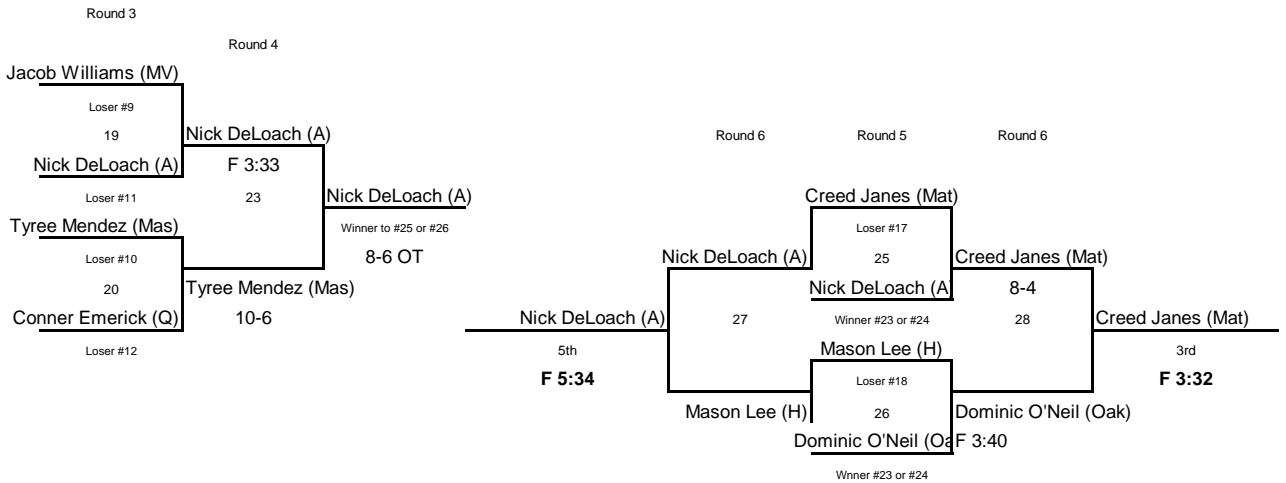 Round 3
Round 4
Jacob Williams (MV)
Loser #9
19
Nick DeLoach (A)
Nick DeLoach (A)
F 3:33
Loser #11
23
Nick DeLoach (A)
Tyree Mendez (Mas)
Winner to #25 or #26
Loser #10
8-6 OT
20
Tyree Mendez (Mas)
Conner Emerick (Q)
10-6
Loser #12
Round 6
Round 5
Round 6
Creed Janes (Mat)
Loser #17
Nick DeLoach (A)
25
Creed Janes (Mat)
Nick DeLoach (A
8-4
Nick DeLoach (A)
27
Winner #23 or #24
28
Creed Janes (Mat)
5th
Mason Lee (H)
3rd
F 5:34
Loser #18
F 3:32
Mason Lee (H)
26
Dominic O'Neil (Oak)
Dominic O'Neil (Oa
F 3:40
Wnner #23 or #24